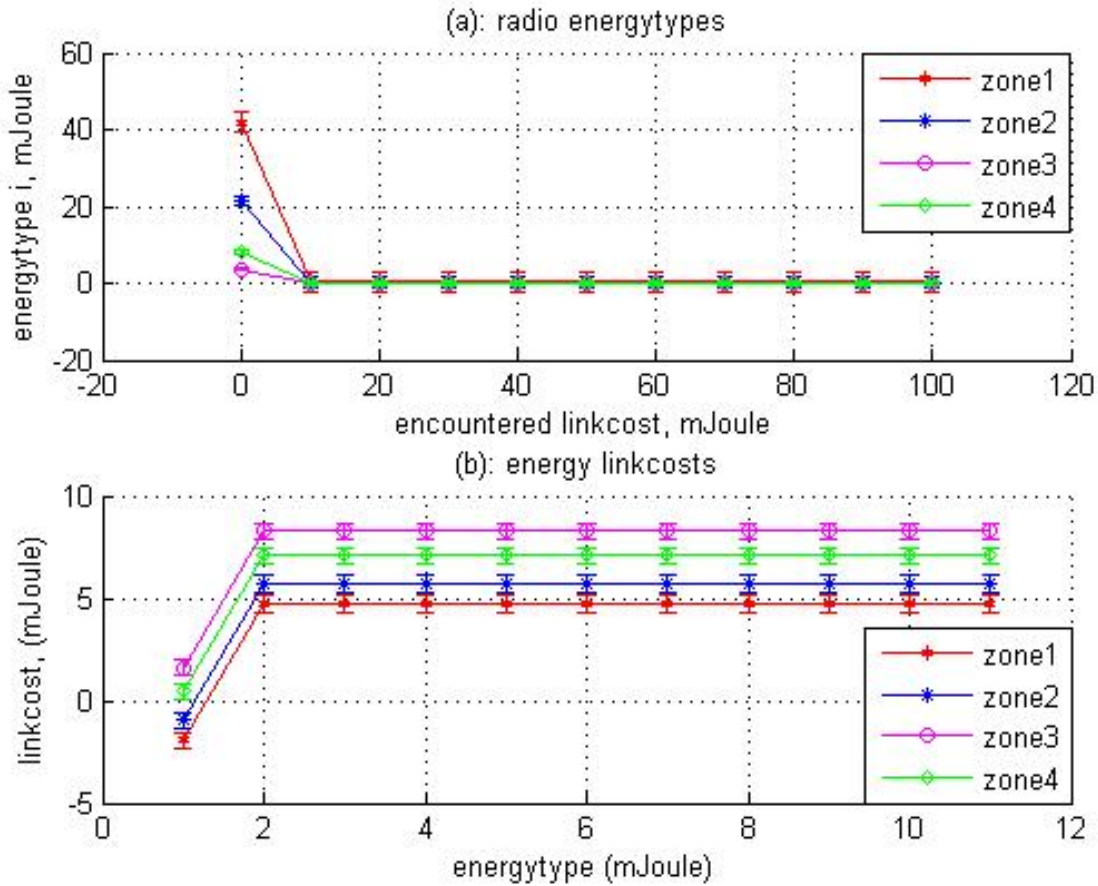 (a): radio energytypes
energytype i, mJoule
60
40
20
0
-20
-20 0 20 40 60 80 100 120
encountered linkcost, mJoule
zone1
zone2
zone3
zone4
(b): energy linkcosts
linkcost, (mJoule)
10
5
0
-5
0 2 4 6 8 10 12
energytype (mJoule)
zone1
zone2
zone3
zone4